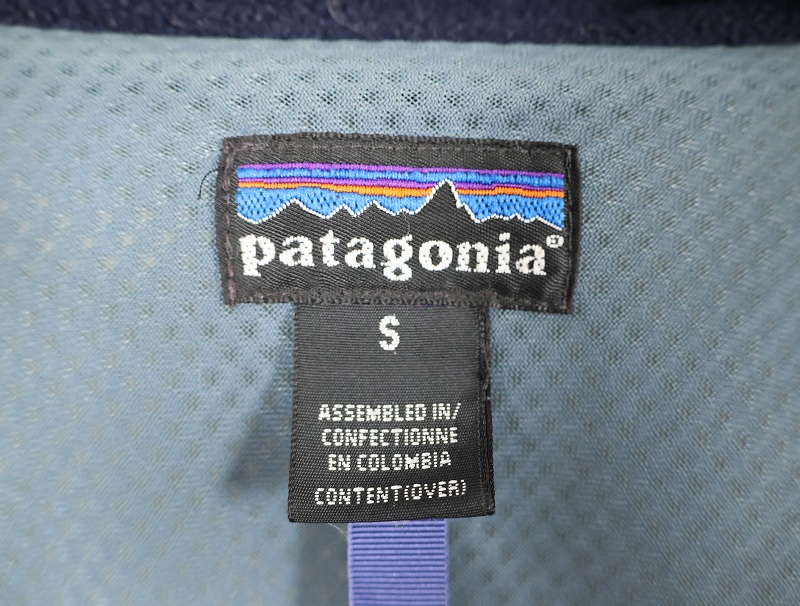 patagonia®
S
ASSEMBLED IN/
CONFECTIONNE
EN COLOMBIA
CONTENT(OVER)